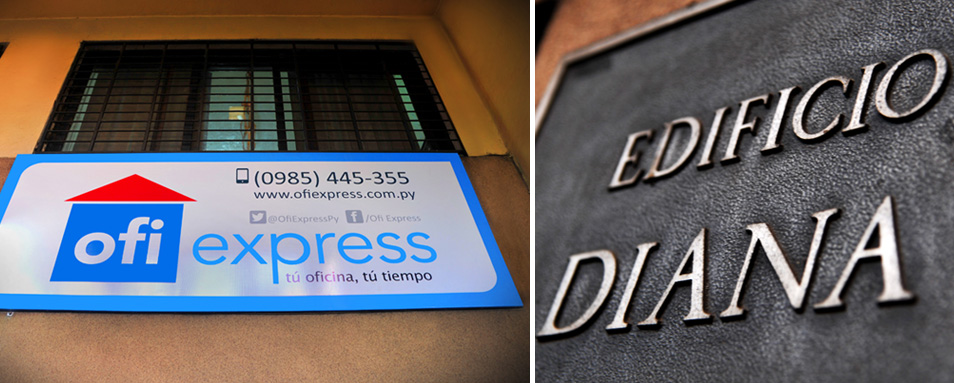 (0985) 445-355
www.ofiexpress.com.py
@OfiExpressPy /Ofi Express
ofi express
tú oficina, tú tiempo
EDIFICIO
DIANA